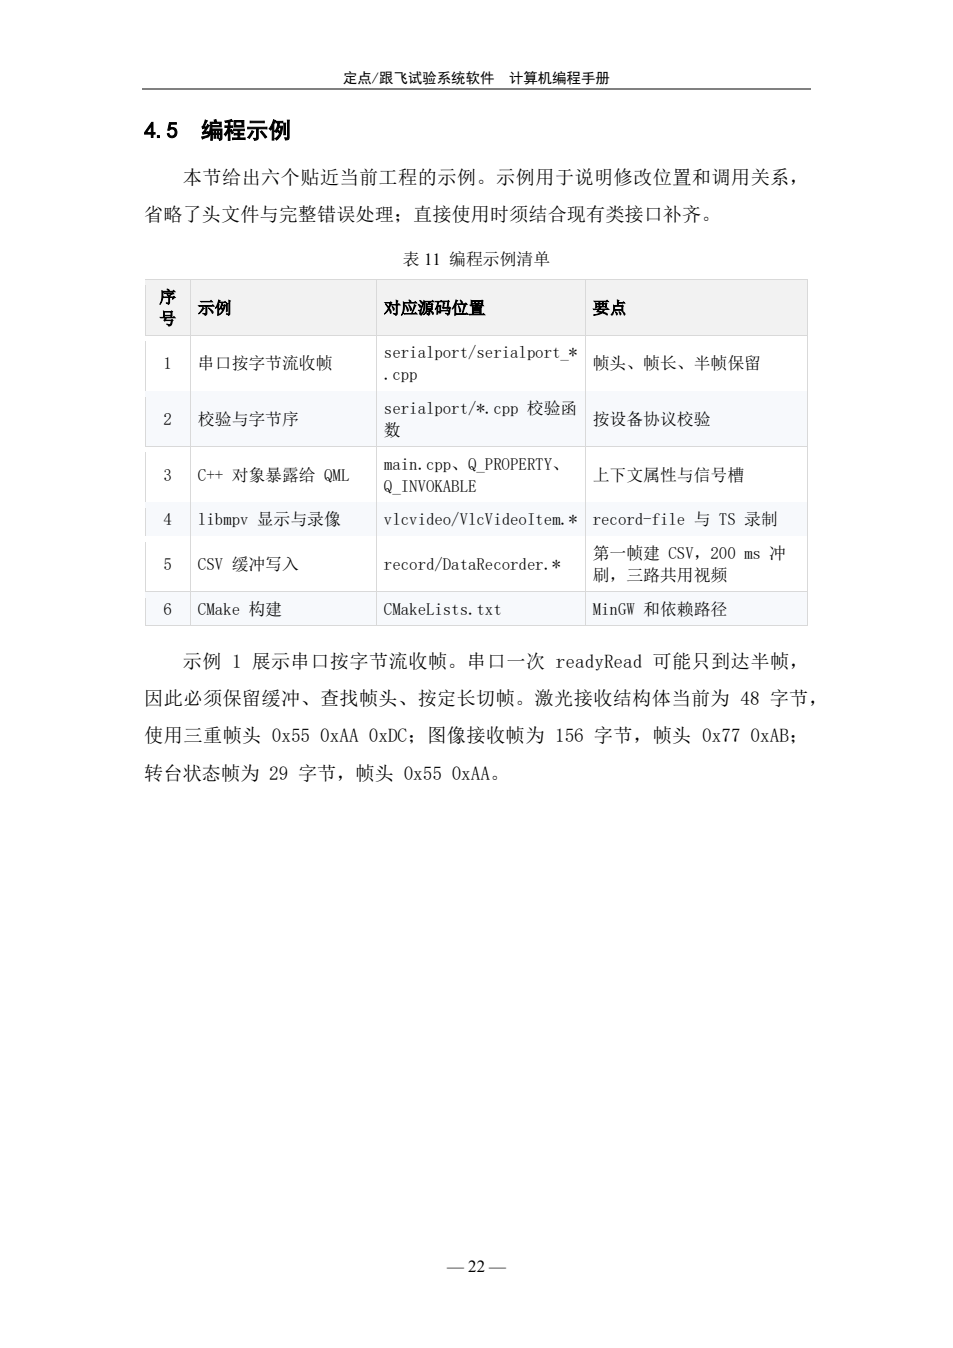 定点/跟飞试验系统软件　计算机编程手册
4.5　编程示例
本节给出六个贴近当前工程的示例。示例用于说明修改位置和调用关系，
省略了头文件与完整错误处理；直接使用时须结合现有类接口补齐。
表 11 编程示例清单
序号 示例 对应源码位置 要点
1 串口按字节流收帧 serialport/serialport_*.cpp 帧头、帧长、半帧保留
2 校验与字节序 serialport/*.cpp 校验函数 按设备协议校验
3 C++ 对象暴露给 QML main.cpp、Q_PROPERTY、Q_INVOKABLE 上下文属性与信号槽
4 libmpv 显示与录像 vlcvideo/VlcVideoItem.* record-file 与 TS 录制
5 CSV 缓冲写入 record/DataRecorder.* 第一帧建 CSV，200 ms 冲刷，三路共用视频
6 CMake 构建 CMakeLists.txt MinGW 和依赖路径
示例 1 展示串口按字节流收帧。串口一次 readyRead 可能只到达半帧，
因此必须保留缓冲、查找帧头、按定长切帧。激光接收结构体当前为 48 字节，
使用三重帧头 0x55 0xAA 0xDC；图像接收帧为 156 字节，帧头 0x77 0xAB；
转台状态帧为 29 字节，帧头 0x55 0xAA。
— 22 —